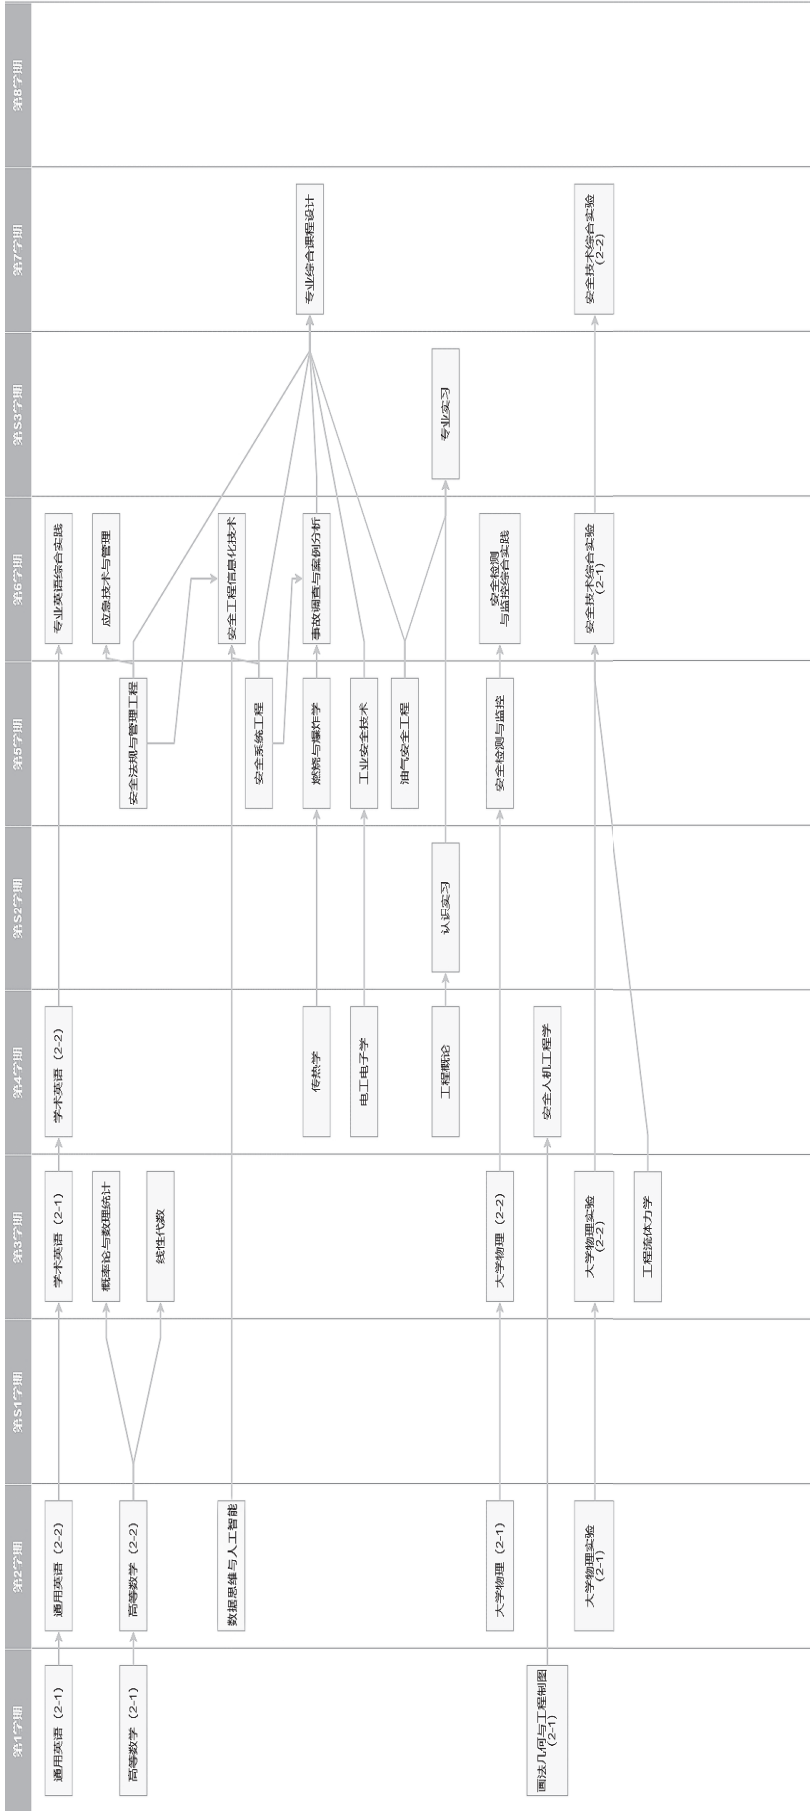 第1学期
第2学期
第S1学期
第3学期
第4学期
第S2学期
第5学期
第6学期
第S3学期
第7学期
第8学期
通用英语（2-1）
高等数学（2-1）
画法几何与工程制图
（2-1）
通用英语（2-2）
高等数学（2-2）
数据思维与人工智能
大学物理（2-1）
大学物理实验
（2-1）
学术英语（2-1）
概率论与数理统计
线性代数
大学物理（2-2）
大学物理实验
（2-2）
工程流体力学
学术英语（2-2）
传热学
电工电子学
工程概论
安全人机工程学
认识实习
安全法规与管理工程
安全系统工程
燃烧与爆炸学
工业安全技术
油气安全工程
安全检测与监控
专业英语综合实践
应急技术与管理
安全工程信息化技术
事故调查与案例分析
安全检测
与监控综合实践
安全技术综合实验
（2-1）
专业实习
专业综合课程设计
安全技术综合实验
（2-2）